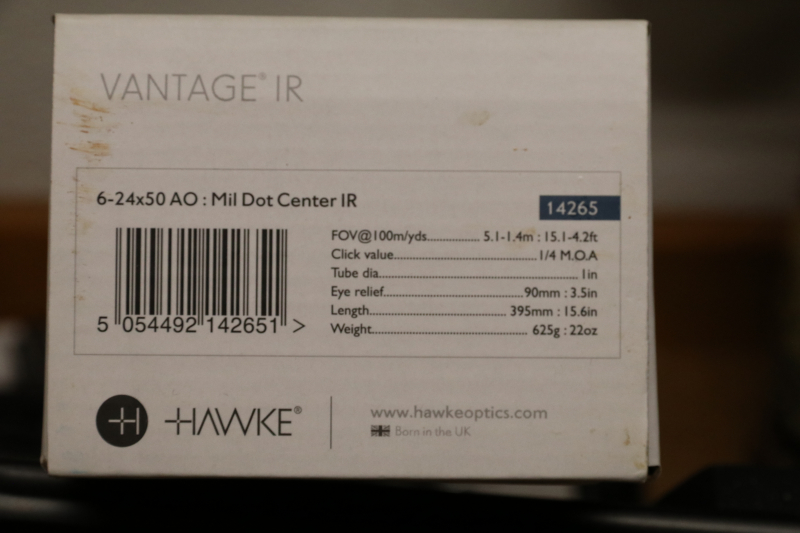 VANTAGE® IR
6-24x50 AO : Mil Dot Center IR
14265
FOV@100m/yds................ 5.1-1.4m : 15.1-4.2ft
Click value............................................ 1/4 M.O.A
Tube dia.......................................................... 1in
Eye relief........................................ 90mm : 3.5in
Length....................................... 395mm : 15.6in
Weight............................................. 625g : 22oz
5 054492 142651 >
HAWKE®
www.hawkeoptics.com
Born in the UK